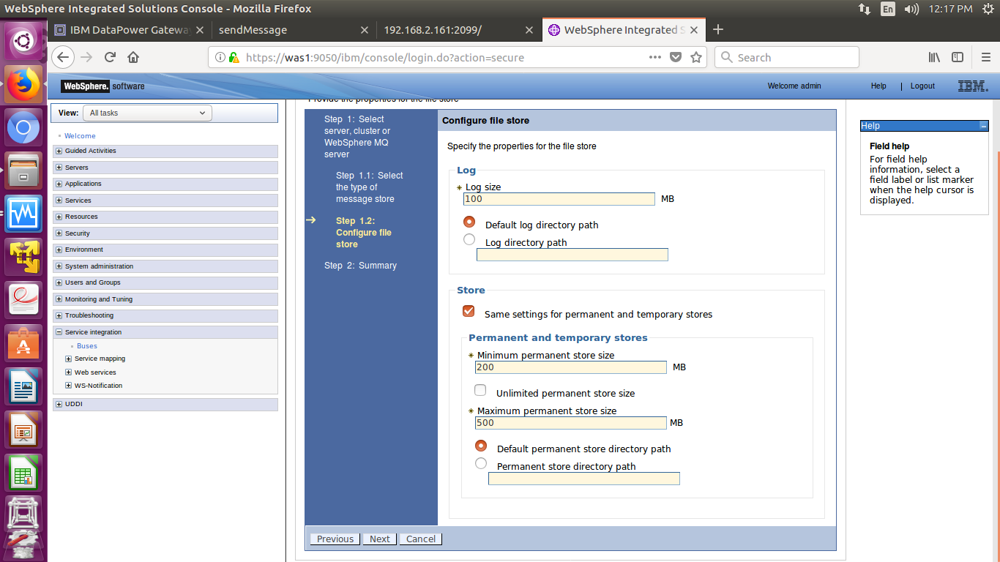 WebSphere Integrated Solutions Console - Mozilla Firefox
En
12:17 PM
IBM DataPower Gateway
sendMessage
192.168.2.161:2099/
WebSphere Integrated S
https://was1:9050/ibm/console/login.do?action=secure
Search
WebSphere. software
Welcome admin
Help
Logout
IBM.
View:
All tasks
Welcome
Guided Activities
Servers
Applications
Services
Resources
Security
Environment
System administration
Users and Groups
Monitoring and Tuning
Troubleshooting
Service integration
Buses
Service mapping
Web services
WS-Notification
UDDI
Provide the properties for the file store
Step 1: Select
server, cluster or
WebSphere MQ
server
Step 1.1: Select
the type of
message store
Step 1.2:
Configure file
store
Step 2: Summary
Configure file store
Specify the properties for the file store
Log
* Log size
100 MB
Default log directory path
Log directory path
Store
Same settings for permanent and temporary stores
Permanent and temporary stores
* Minimum permanent store size
200 MB
Unlimited permanent store size
* Maximum permanent store size
500 MB
Default permanent store directory path
Permanent store directory path
Previous
Next
Cancel
Help
Field help
For field help
information, select a
field label or list marker
when the help cursor is
displayed.